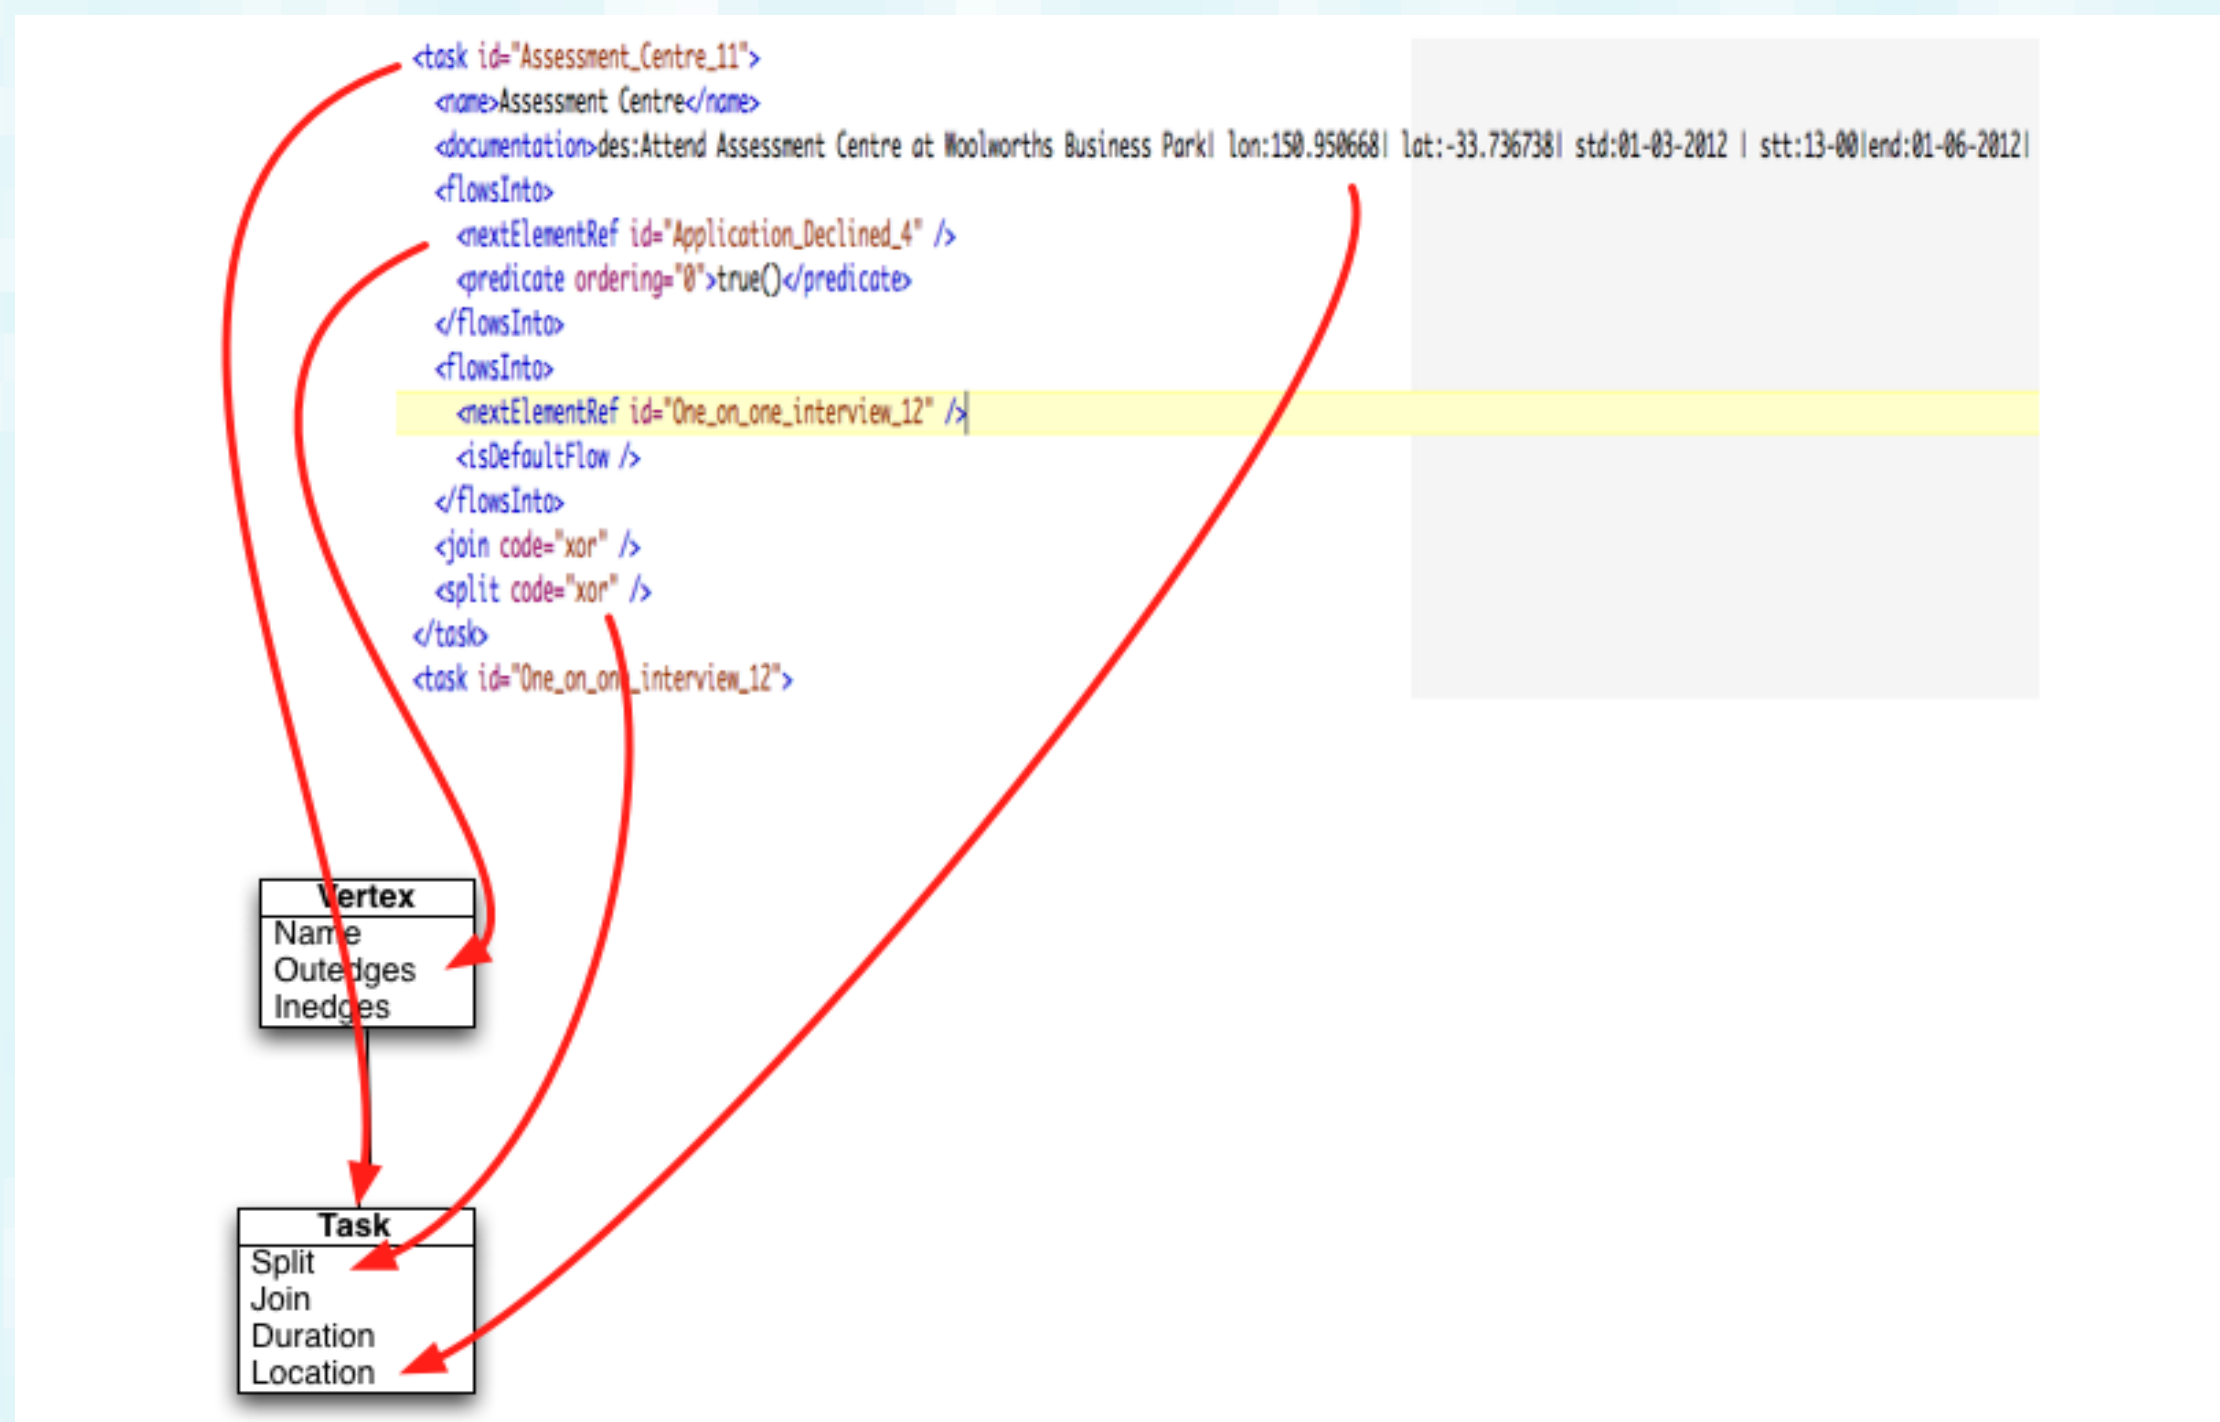 <task id="Assessment_Centre_11">
<name>Assessment Centre</name>
<documentation>des:Attend Assessment Centre at Woolworths Business Park| lon:150.950668| lat:-33.736738| std:01-03-2012 | stt:13-00|end:01-06-2012|
<flowsInto>
<nextElementRef id="Application_Declined_4" />
<predicate ordering="0">true()</predicate>
</flowsInto>
<flowsInto>
<nextElementRef id="One_on_one_interview_12" />
<isDefaultFlow />
</flowsInto>
<join code="xor" />
<split code="xor" />
</task>
<task id="One_on_one_interview_12">
Vertex
Name
Outedges
Inedges
Task
Split
Join
Duration
Location